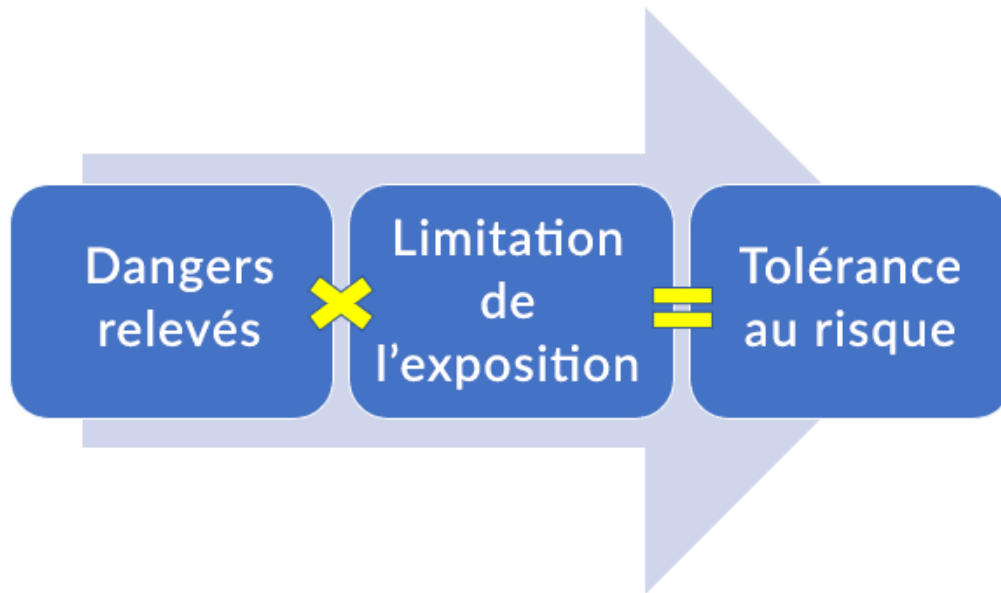 Dangers
relevés
Limitation
de
l’exposition
Tolérance
au risque